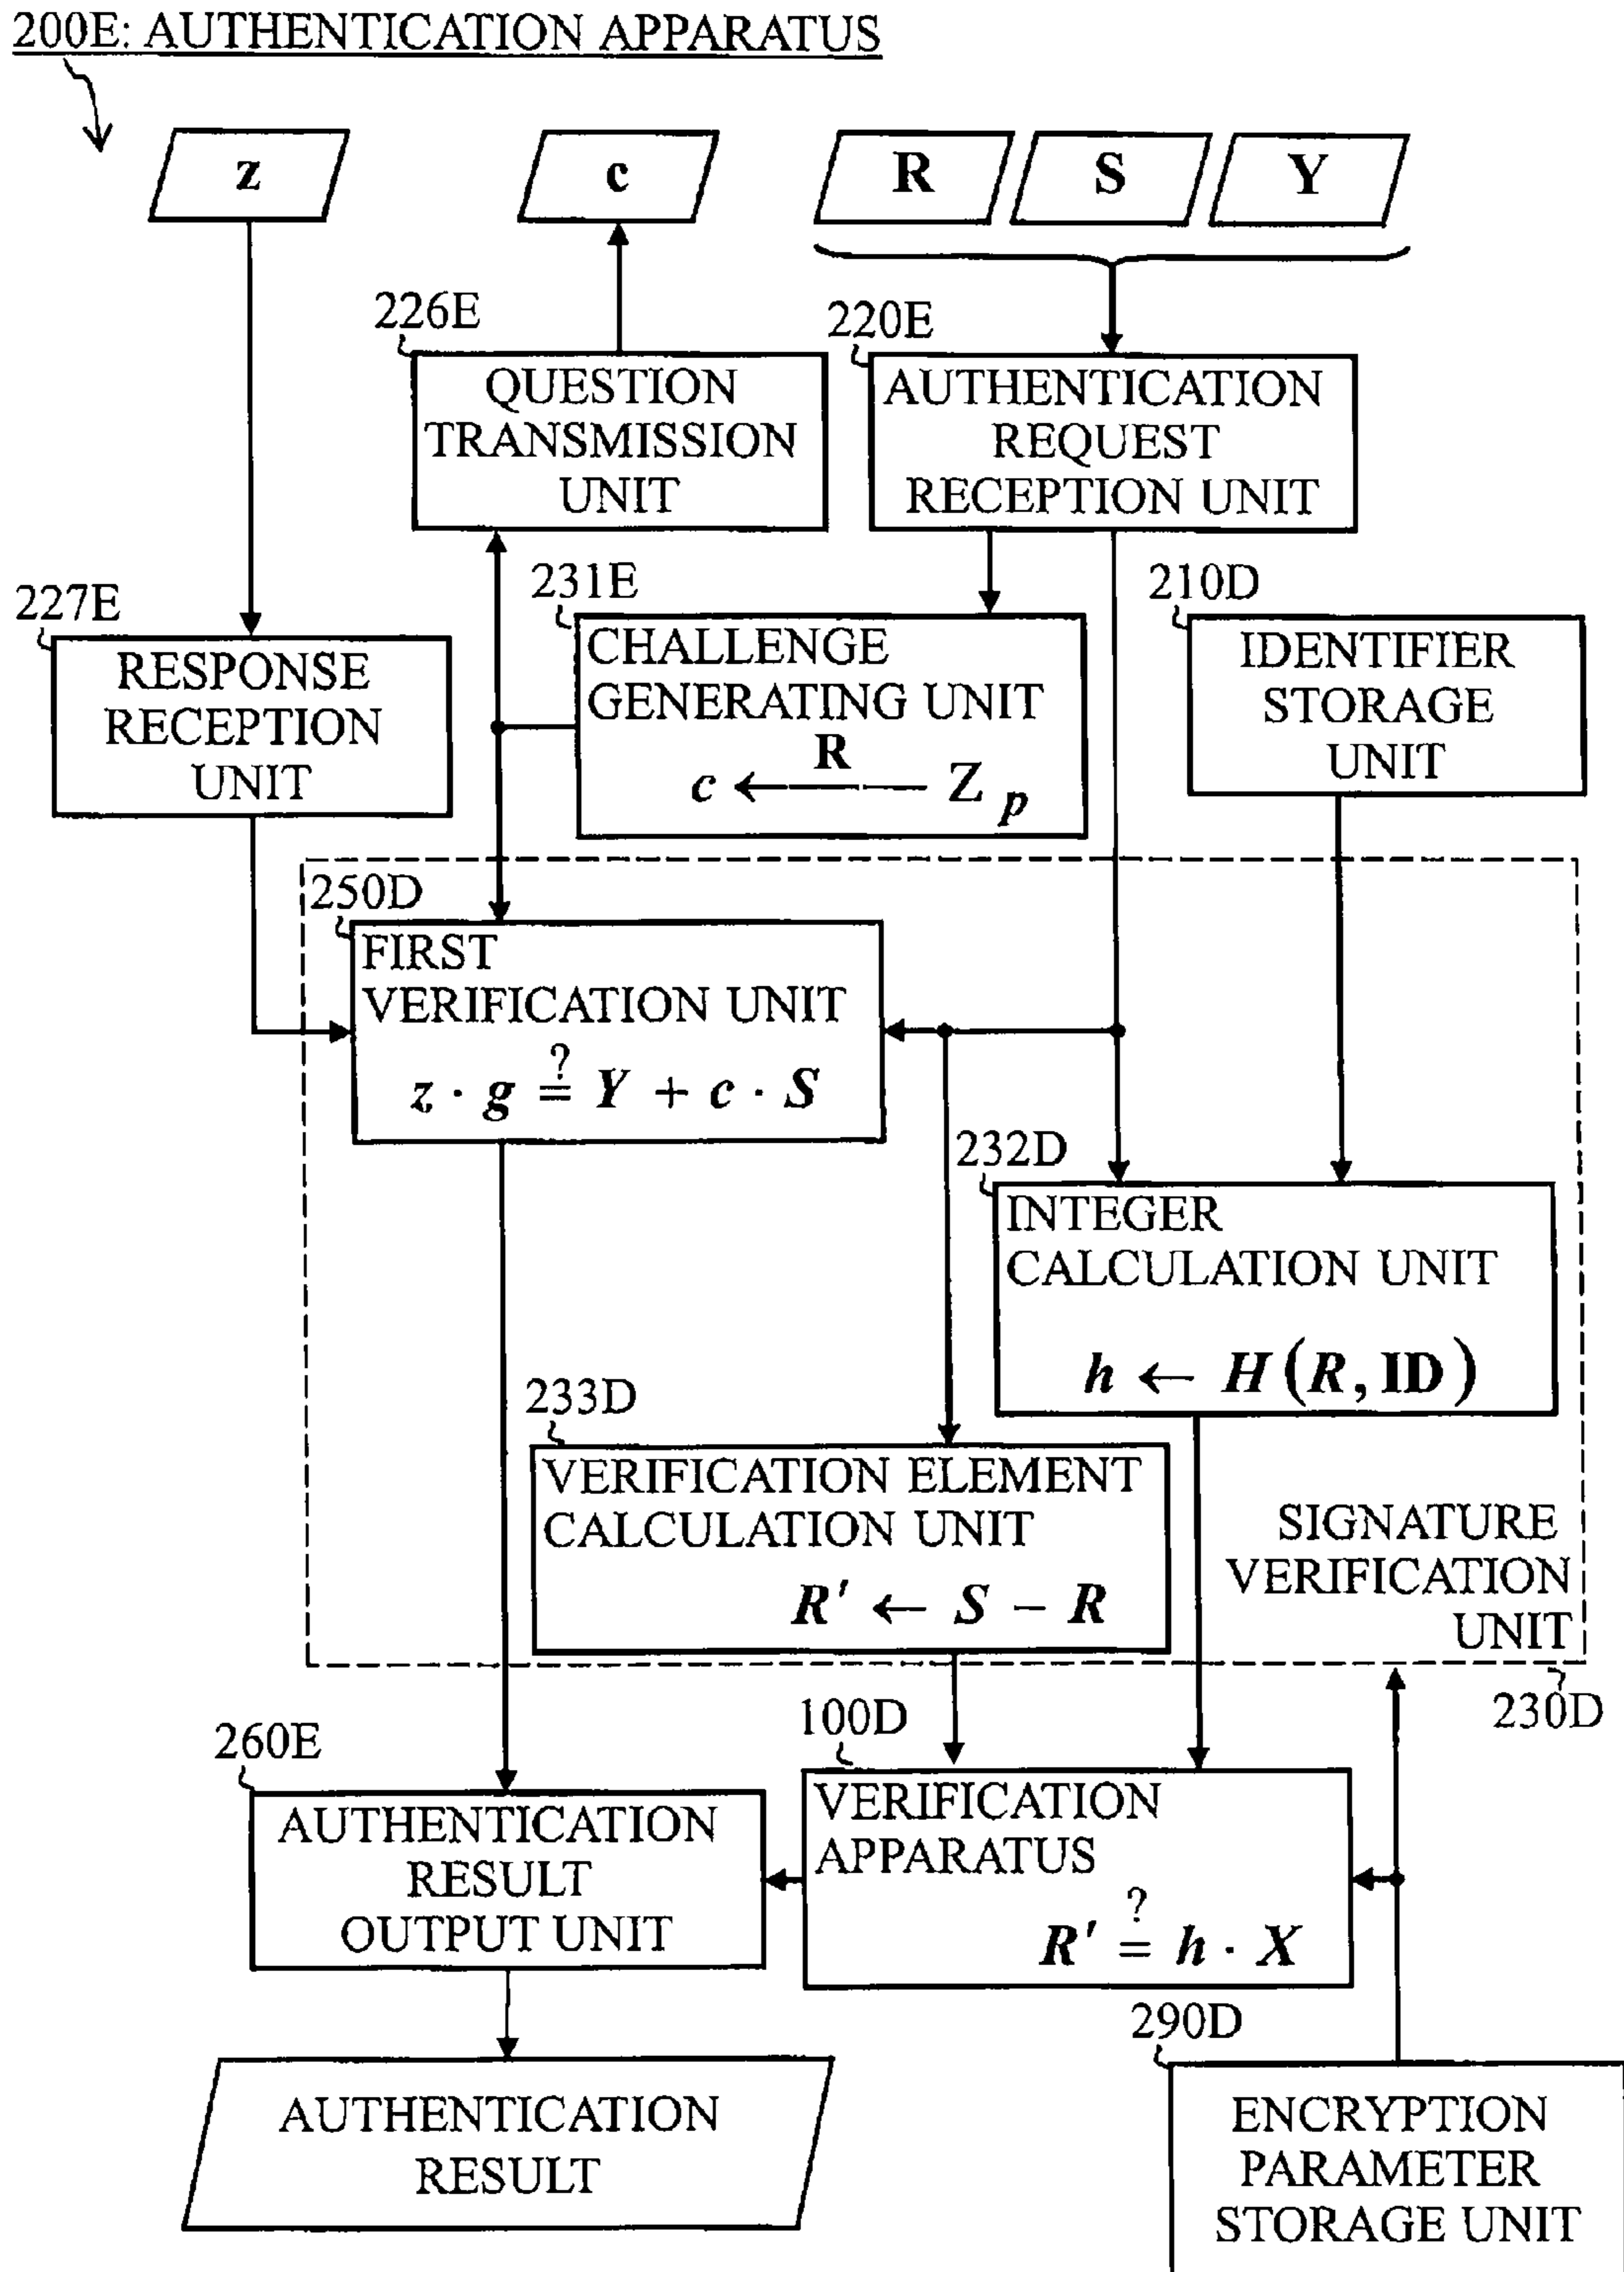 200E: AUTHENTICATION APPARATUS
z
c
R
S
Y
226E
QUESTION
TRANSMISSION
UNIT
220E
AUTHENTICATION
REQUEST
RECEPTION UNIT
227E
RESPONSE
RECEPTION
UNIT
231E
CHALLENGE
GENERATING UNIT
R
c ← Z p
210D
IDENTIFIER
STORAGE
UNIT
250D
FIRST
VERIFICATION UNIT
?
z · g = Y + c · S
232D
INTEGER
CALCULATION UNIT
h ← H (R, ID)
233D
VERIFICATION ELEMENT
CALCULATION UNIT
R′ ← S − R
SIGNATURE
VERIFICATION
UNIT
230D
260E
AUTHENTICATION
RESULT
OUTPUT UNIT
100D
VERIFICATION
APPARATUS
?
R′ = h · X
290D
ENCRYPTION
PARAMETER
STORAGE UNIT
AUTHENTICATION
RESULT